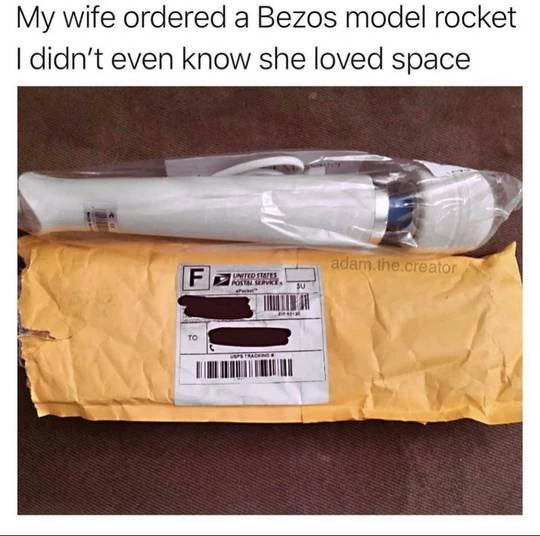 My wife ordered a Bezos model rocket
I didn’t even know she loved space
adam.the.creator
F
UNITED STATES
POSTAL SERVICE
$U
TO
USPS TRACKING #